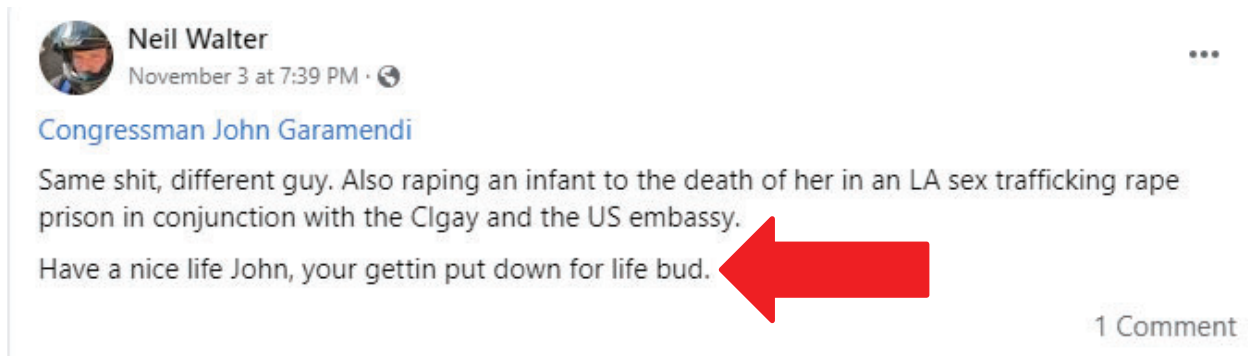 Neil Walter
November 3 at 7:39 PM ·
Congressman John Garamendi
Same shit, different guy. Also raping an infant to the death of her in an LA sex trafficking rape
prison in conjunction with the CIgay and the US embassy.
Have a nice life John, your gettin put down for life bud.
1 Comment